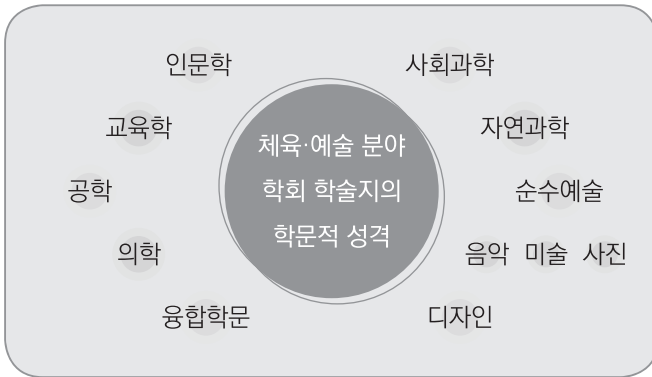 인문학 사회과학
교육학 자연과학
체육·예술 분야
학회 학술지의
학문적 성격
공학 순수예술
의학 음악 미술 사진
융합학문 디자인